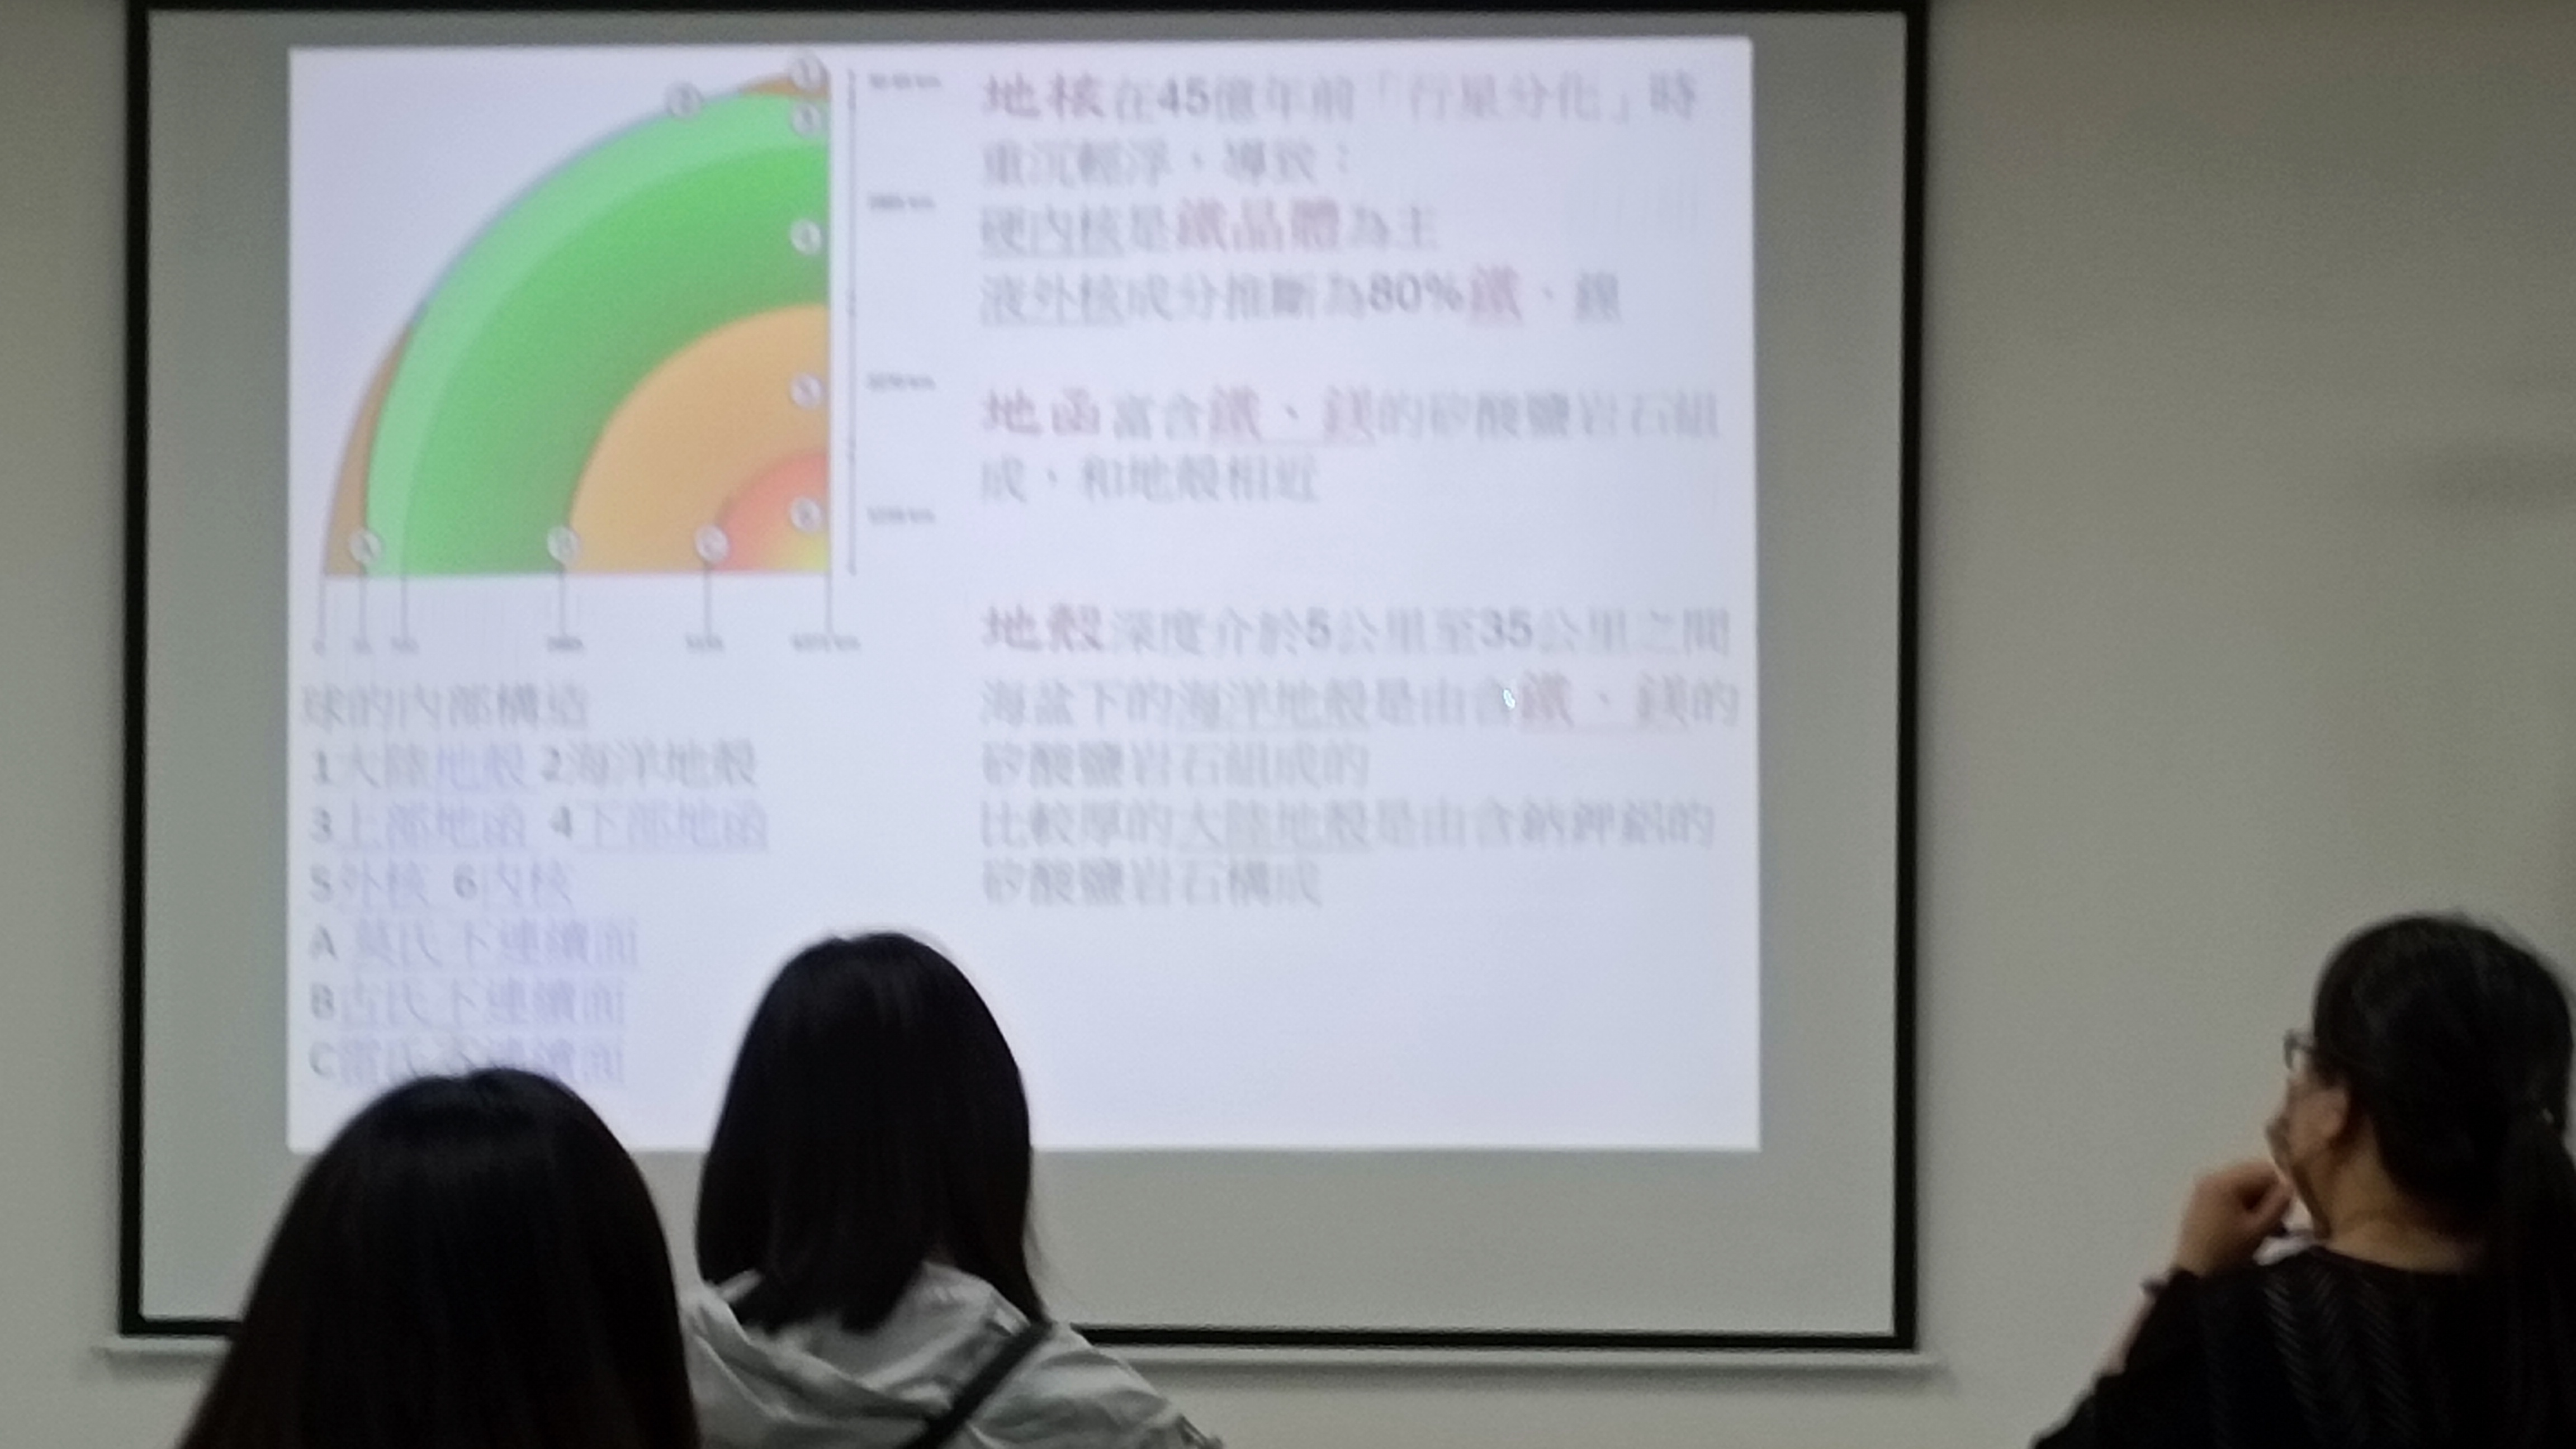 地核在45億年前「行星分化」時
重沉輕浮，導致：
硬內核是鐵晶體為主
液外核成分推斷為80%鐵、鎳
地函富含鐵、鎂的矽酸鹽岩石組
成，和地殼相近
地殼深度介於5公里至35公里之間
海盆下的海洋地殼是由含鐵、鎂的
矽酸鹽岩石組成的
比較厚的大陸地殼是由含鈉鉀鋁的
矽酸鹽岩石構成
球的內部構造
1大陸地殼 2海洋地殼
3上部地函 4下部地函
5外核 6內核
A 莫氏不連續面
B古氏不連續面
C雷氏不連續面